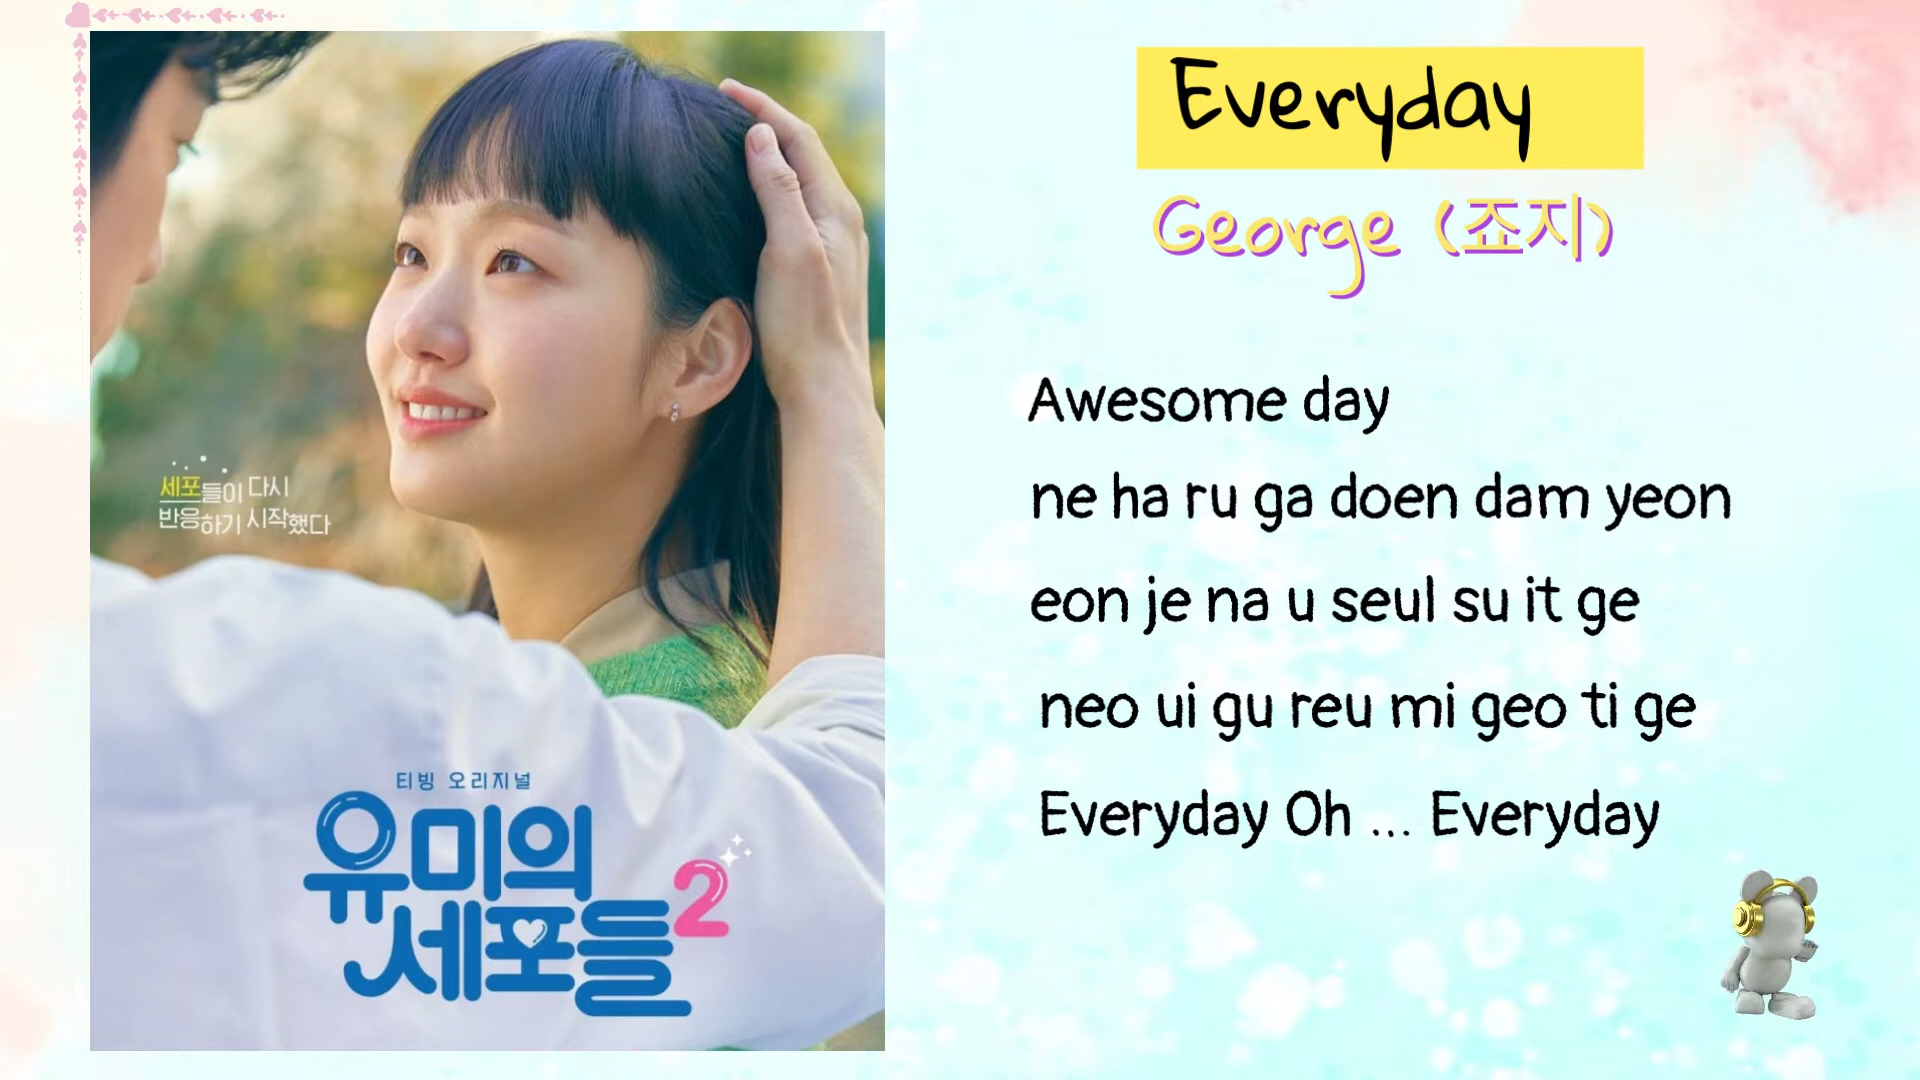 세포들이 다시
반응하기 시작했다
티빙 오리지널
유미의
세포들 2
Everyday
George (죠지)
Awesome day
ne ha ru ga doen dam yeon
eon je na u seul su it ge
neo ui gu reu mi geo ti ge
Everyday Oh ... Everyday